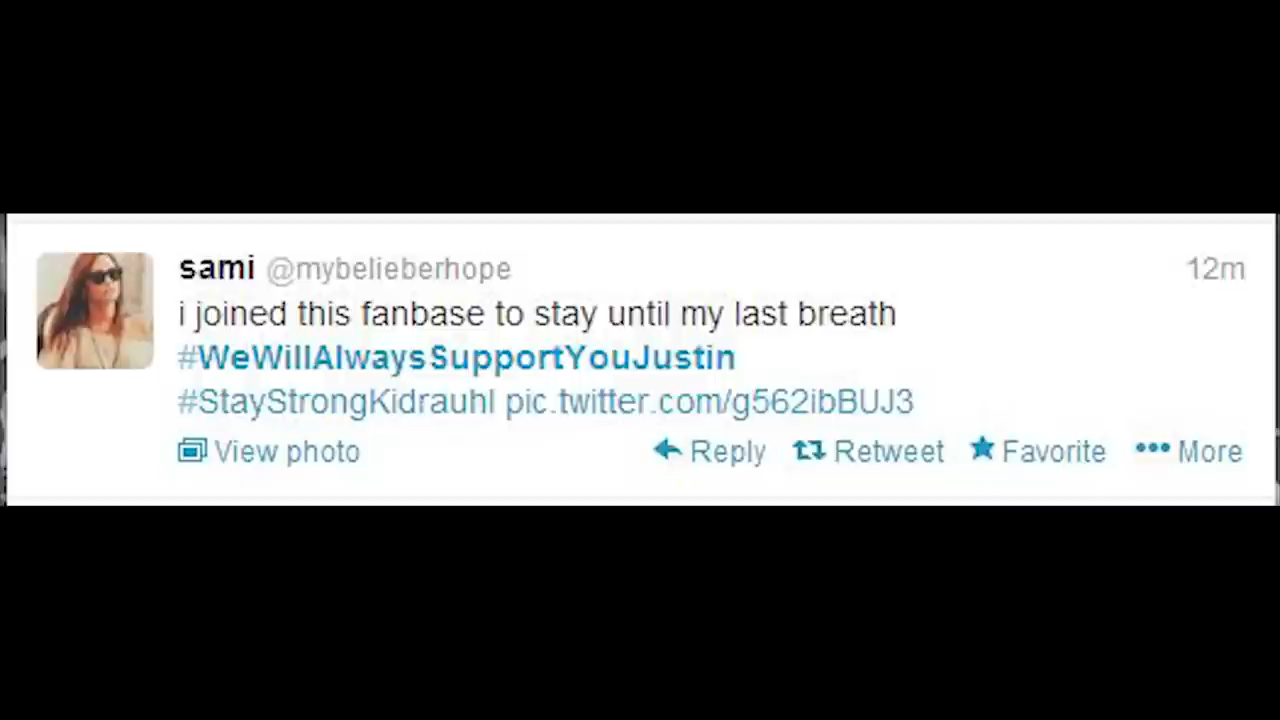 sami @mybelieberhope 12m
i joined this fanbase to stay until my last breath
#WeWillAlwaysSupportYouJustin
#StayStrongKidrauhl pic.twitter.com/g562ibBUJ3
View photo Reply Retweet Favorite More